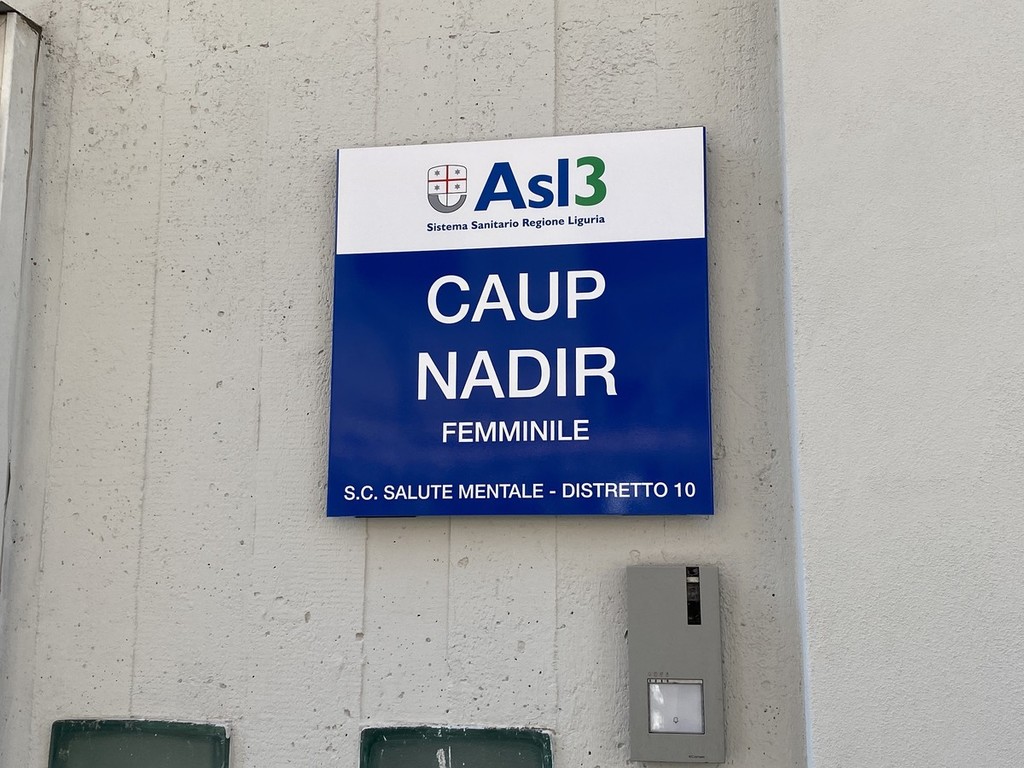 Asl3
Sistema Sanitario Regione Liguria
CAUP
NADIR
FEMMINILE
S.C. SALUTE MENTALE - DISTRETTO 10